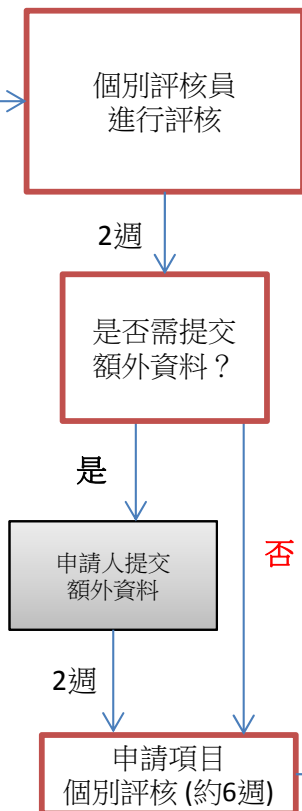 個別評核員
進行評核
2週
是否需提交
額外資料？
是
否
申請人提交
額外資料
2週
申請項目
個別評核 (約6週)